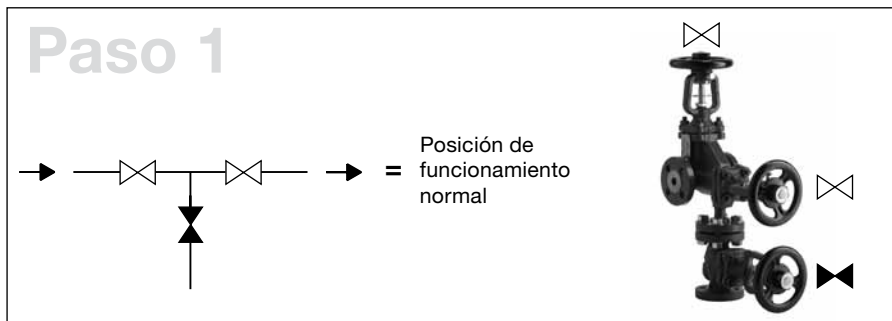 Paso 1
= Posición de
funcionamiento
normal